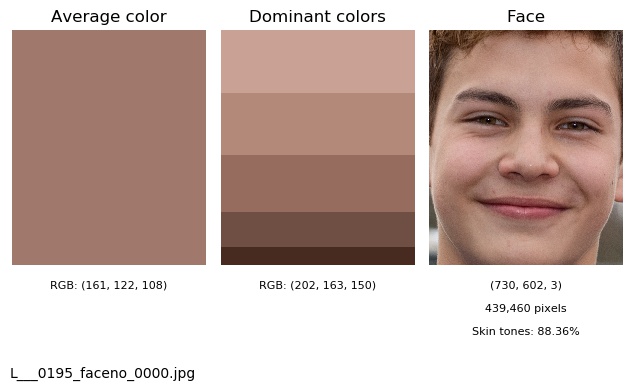 Average color
Dominant colors
Face
RGB: (161, 122, 108)
RGB: (202, 163, 150)
(730, 602, 3)
439,460 pixels
Skin tones: 88.36%
L___0195_faceno_0000.jpg